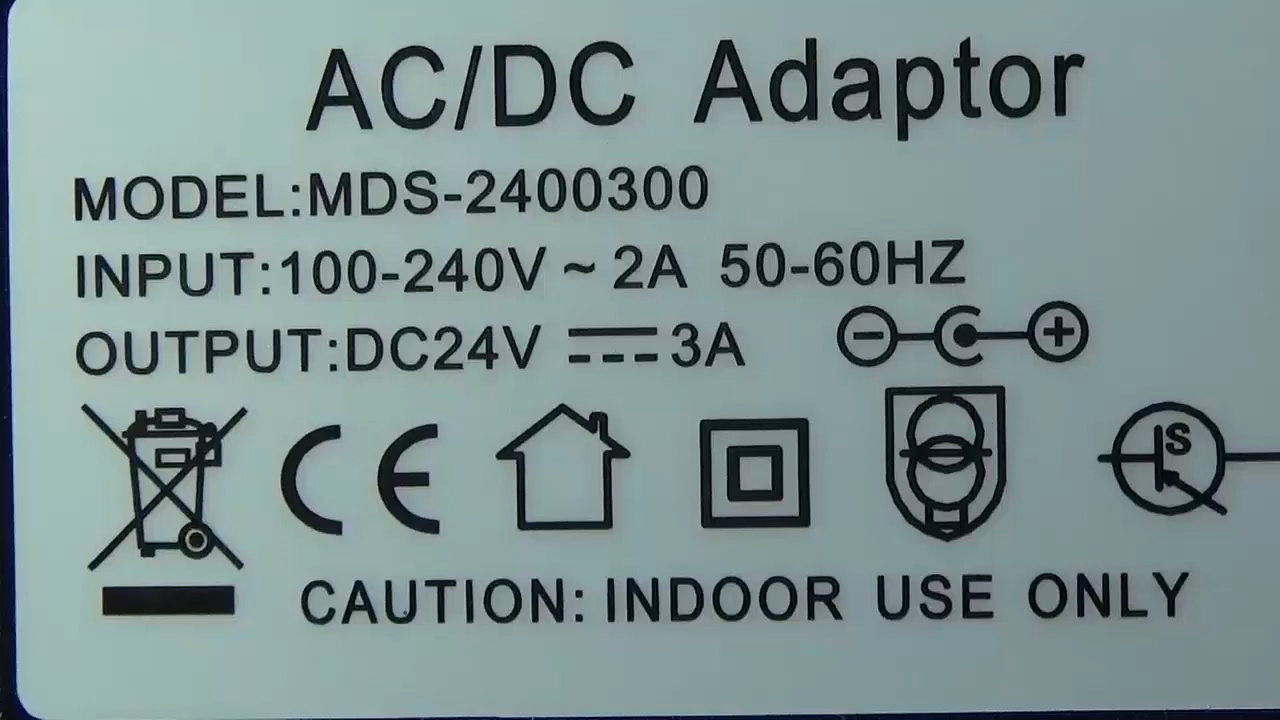 AC/DC Adaptor
MODEL:MDS-2400300
INPUT:100-240V ~ 2A 50-60HZ
OUTPUT:DC24V ⎓ 3A
CE
S
CAUTION: INDOOR USE ONLY